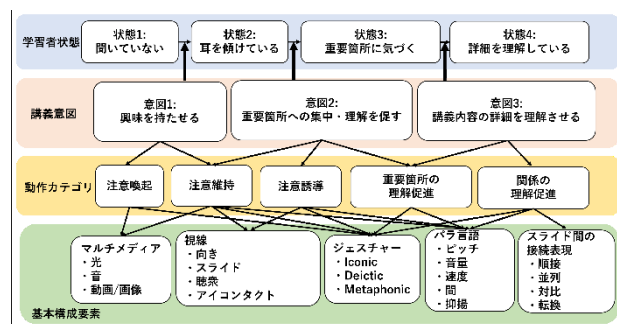 学習者状態
状態1:
聞いていない
状態2:
耳を傾けている
状態3:
重要箇所に気づく
状態4:
詳細を理解している
講義意図
意図1:
興味を持たせる
意図2:
重要箇所への集中・理解を促す
意図3:
講義内容の詳細を理解させる
動作カテゴリ
注意喚起
注意維持
注意誘導
重要箇所の
理解促進
関係の
理解促進
マルチメディア
・光
・音
・動画/画像
視線
・向き
・スライド
・聴衆
・アイコンタクト
ジェスチャー
・Iconic
・Deictic
・Metaphonic
パラ言語
・ピッチ
・音量
・速度
・間
・抑揚
スライド間の
接続表現
・順接
・並列
・対比
・転換
基本構成要素